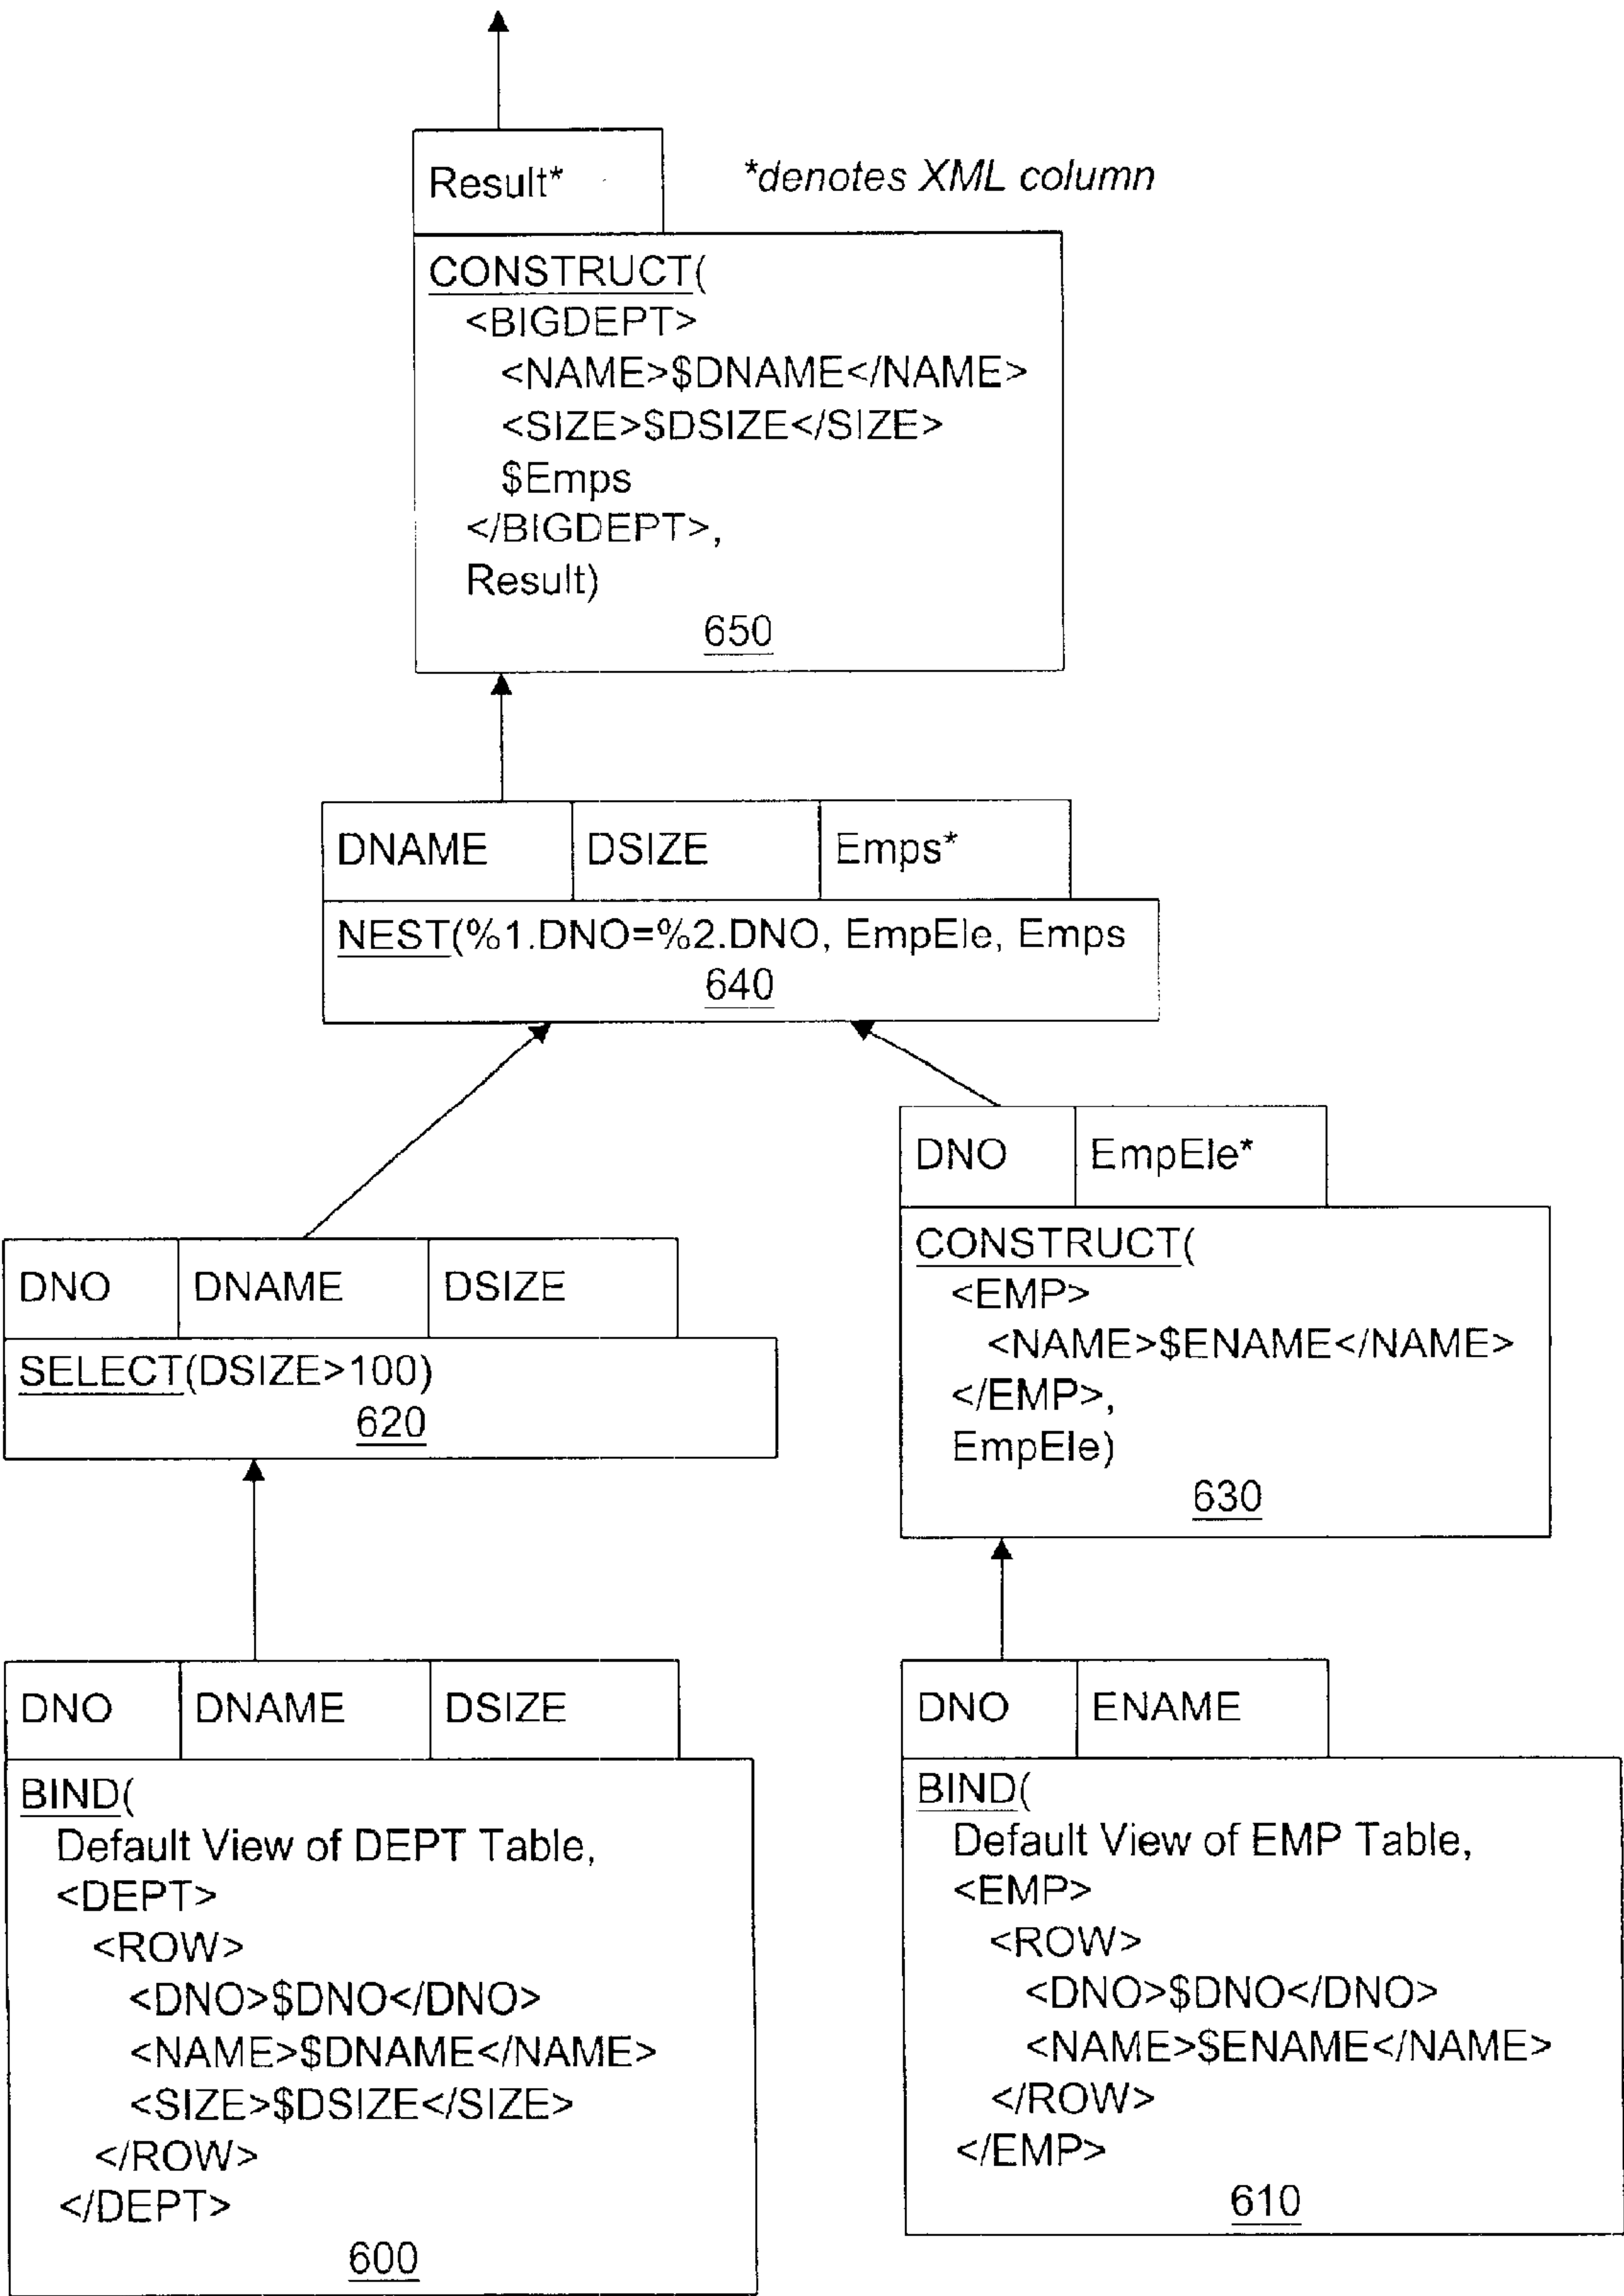 Result*
*denotes XML column
CONSTRUCT(
<BIGDEPT>
<NAME>$DNAME</NAME>
<SIZE>$DSIZE</SIZE>
$Emps
</BIGDEPT>,
Result)
650
DNAME DSIZE Emps*
NEST(%1.DNO=%2.DNO, EmpEle, Emps
640
DNO EmpEle*
CONSTRUCT(
<EMP>
<NAME>$ENAME</NAME>
</EMP>,
EmpEle)
630
DNO DNAME DSIZE
SELECT(DSIZE>100)
620
DNO DNAME DSIZE
BIND(
Default View of DEPT Table,
<DEPT>
<ROW>
<DNO>$DNO</DNO>
<NAME>$DNAME</NAME>
<SIZE>$DSIZE</SIZE>
</ROW>
</DEPT>
600
DNO ENAME
BIND(
Default View of EMP Table,
<EMP>
<ROW>
<DNO>$DNO</DNO>
<NAME>$ENAME</NAME>
</ROW>
</EMP>
610